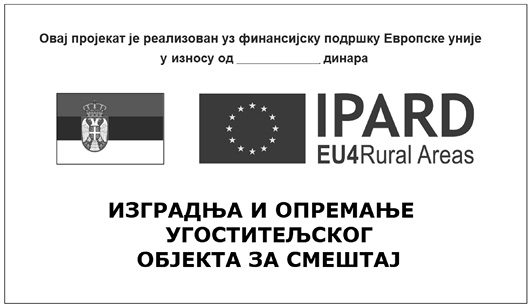 Овај пројекат је реализован уз финансијску подршку Европске уније
у износу од ____________ динара
IPARD
EU4Rural Areas
ИЗГРАДЊА И ОПРЕМАЊЕ
УГОСТИТЕЉСКОГ
ОБЈЕКТА ЗА СМЕШТАЈ